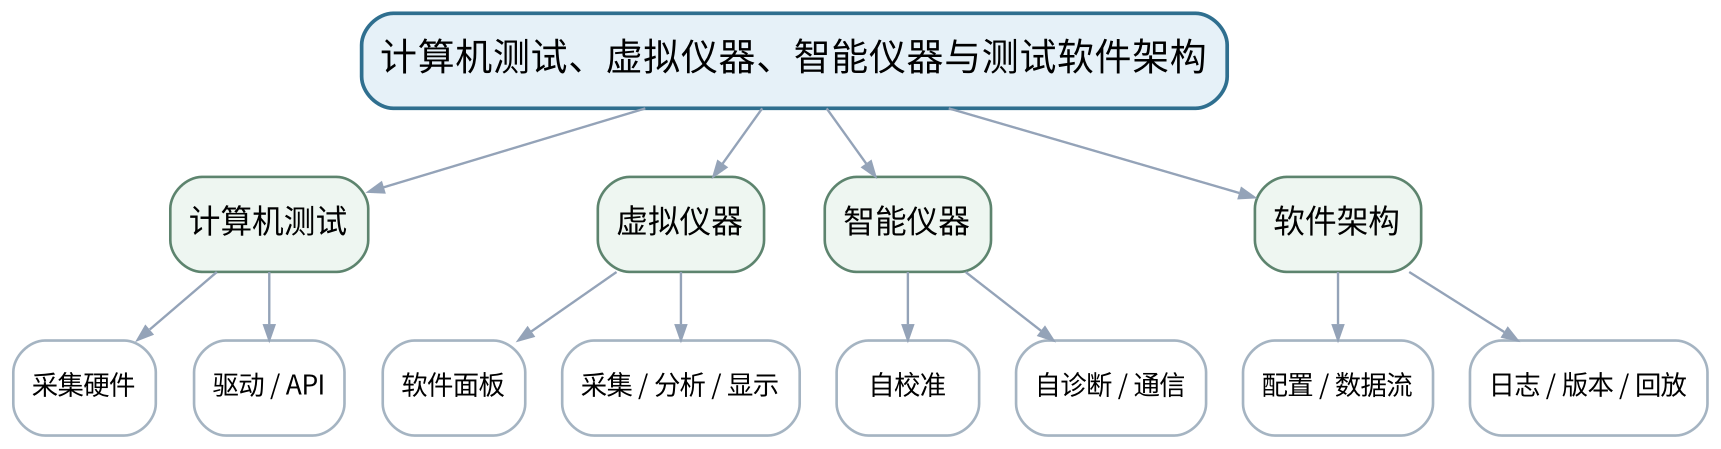 计算机测试、虚拟仪器、智能仪器与测试软件架构
计算机测试
虚拟仪器
智能仪器
软件架构
采集硬件
驱动 / API
软件面板
采集 / 分析 / 显示
自校准
自诊断 / 通信
配置 / 数据流
日志 / 版本 / 回放